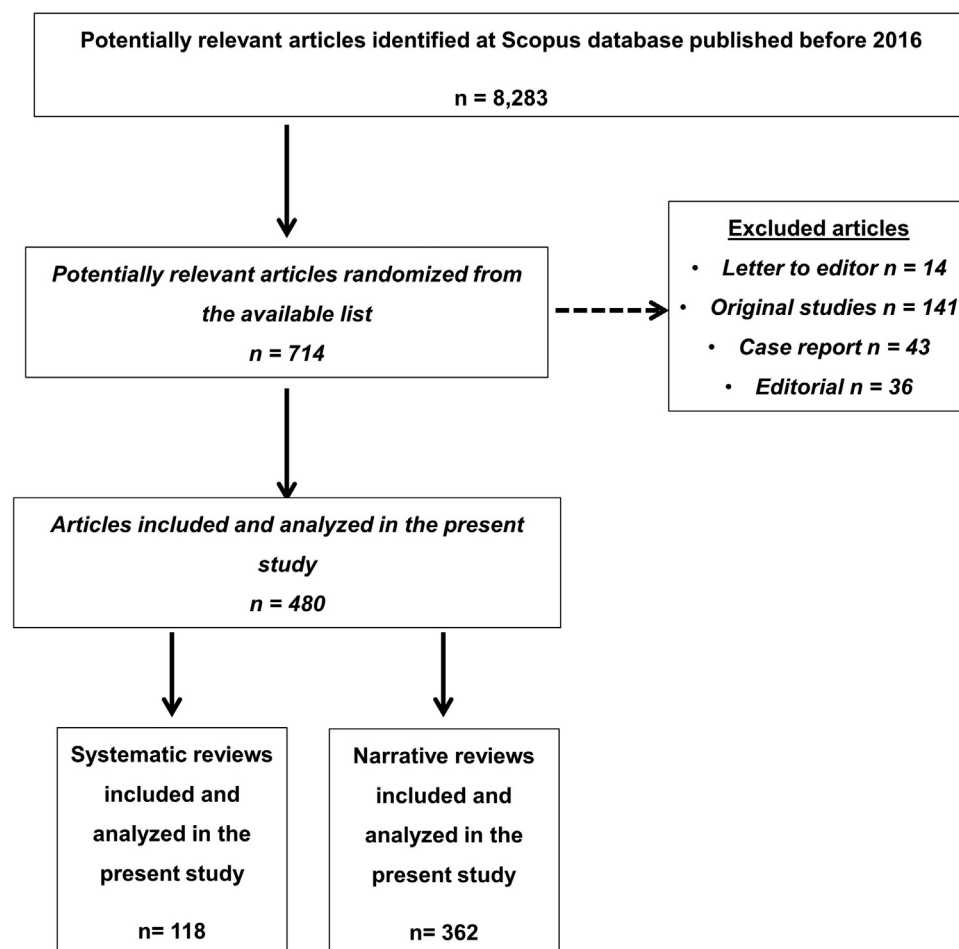 Potentially relevant articles identified at Scopus database published before 2016
n = 8,283
Potentially relevant articles randomized from
the available list
n = 714
Excluded articles
• Letter to editor n = 14
• Original studies n = 141
• Case report n = 43
• Editorial n = 36
Articles included and analyzed in the present
study
n = 480
Systematic reviews
included and
analyzed in the
present study
n= 118
Narrative reviews
included and
analyzed in the
present study
n= 362